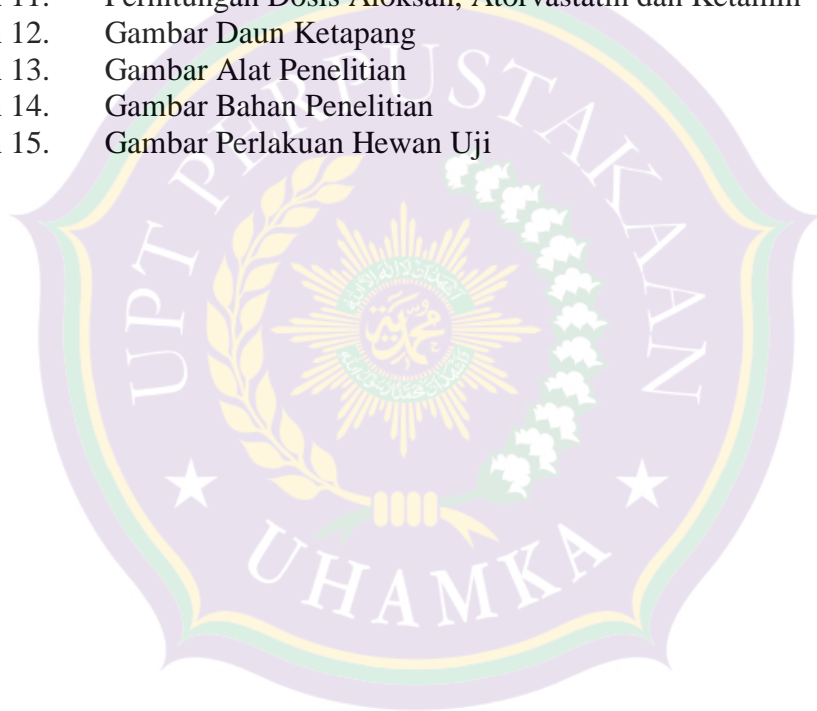 11. Perhitungan Dosis Aloksan, Atorvastatin dan Ketamin
12. Gambar Daun Ketapang
13. Gambar Alat Penelitian
14. Gambar Bahan Penelitian
15. Gambar Perlakuan Hewan Uji
UPT PERPUSTAKAAN
محمدية
UHAMKA